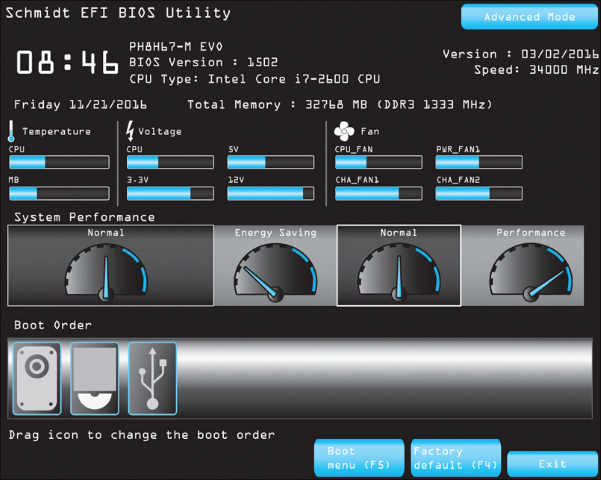 Schmidt EFI BIOS Utility
Advanced Mode
08:46
PH8H67-M EVO
BIOS Version : 1502
CPU Type: Intel Core i7-2600 CPU
Version : 03/02/2016
Speed: 34000 MHz
Friday 11/21/2016 Total Memory : 32768 MB (DDR3 1333 MHz)
Temperature Voltage Fan
CPU CPU 5V CPU_FAN PWR_FAN1
MB 3.3V 12V CHA_FAN1 CHA_FAN2
System Performance
Normal Energy Saving Normal Performance
Boot Order
Drag icon to change the boot order
Boot
menu (F5)
Factory
default (F4)
Exit